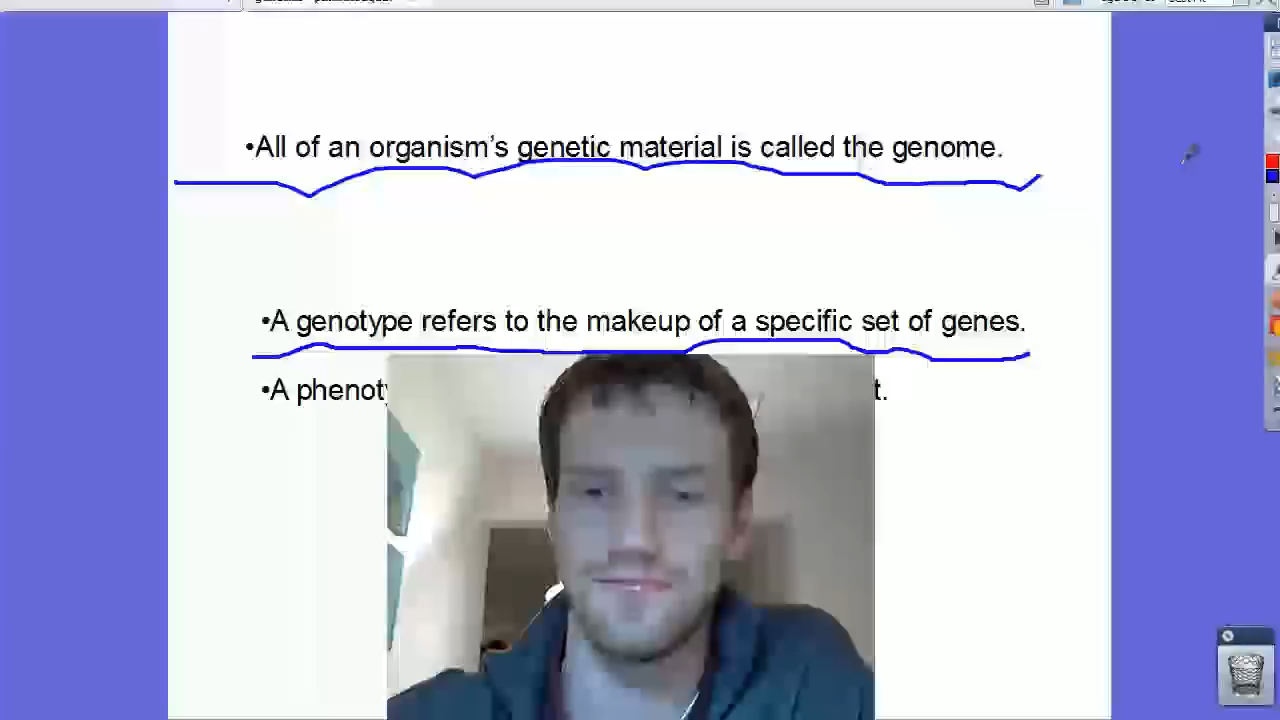 •All of an organism’s genetic material is called the genome.
•A genotype refers to the makeup of a specific set of genes.
•A t.